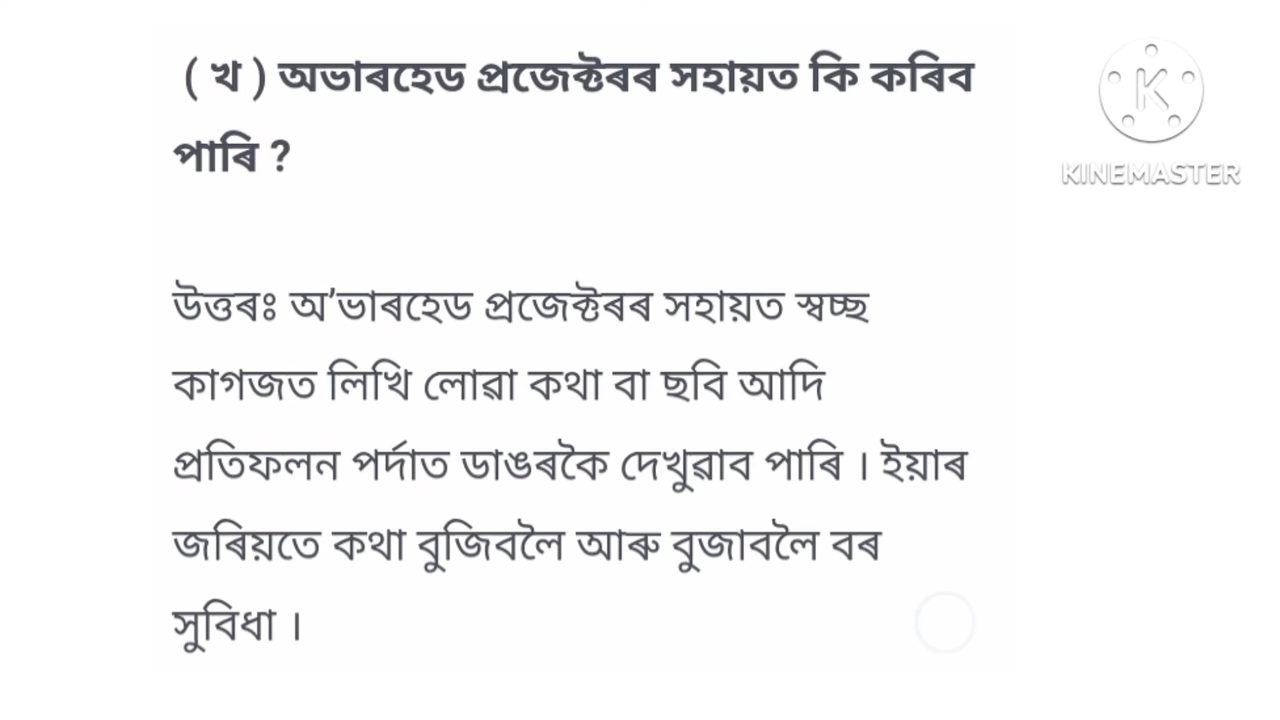 ( খ ) অভাৰহেড প্ৰজেক্টৰৰ সহায়ত কি কৰিব
পাৰি ?
K
KINEMASTER
উত্তৰঃ অ’ভাৰহেড প্ৰজেক্টৰৰ সহায়ত স্বচ্ছ
কাগজত লিখি লোৱা কথা বা ছবি আদি
প্ৰতিফলন পৰ্দাত ডাঙৰকৈ দেখুৱাব পাৰি । ইয়াৰ
জৰিয়তে কথা বুজিবলৈ আৰু বুজাবলৈ বৰ
সুবিধা ।